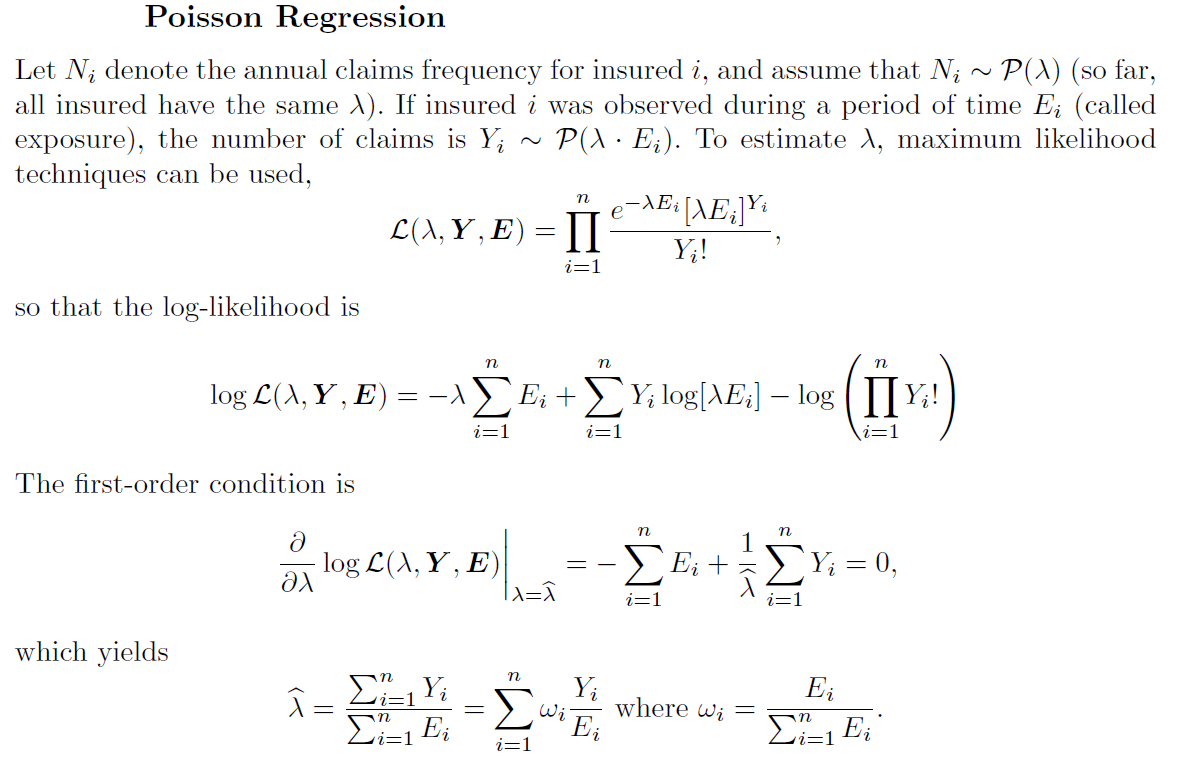 Poisson Regression
Let $N_i$ denote the annual claims frequency for insured $i$, and assume that $N_i \sim \mathcal{P}(\lambda)$ (so far,
all insured have the same $\lambda$). If insured $i$ was observed during a period of time $E_i$ (called
exposure), the number of claims is $Y_i \sim \mathcal{P}(\lambda \cdot E_i)$. To estimate $\lambda$, maximum likelihood
techniques can be used,
$$\mathcal{L}(\lambda, \boldsymbol{Y}, \boldsymbol{E}) = \prod_{i=1}^{n} \frac{e^{-\lambda E_i}[\lambda E_i]^{Y_i}}{Y_i!},$$
so that the log-likelihood is
$$\log \mathcal{L}(\lambda, \boldsymbol{Y}, \boldsymbol{E}) = -\lambda \sum_{i=1}^{n} E_i + \sum_{i=1}^{n} Y_i \log[\lambda E_i] - \log \left( \prod_{i=1}^{n} Y_i! \right)$$
The first-order condition is
$$\left. \frac{\partial}{\partial \lambda} \log \mathcal{L}(\lambda, \boldsymbol{Y}, \boldsymbol{E}) \right|_{\lambda = \widehat{\lambda}} = -\sum_{i=1}^{n} E_i + \frac{1}{\widehat{\lambda}} \sum_{i=1}^{n} Y_i = 0,$$
which yields
$$\widehat{\lambda} = \frac{\sum_{i=1}^{n} Y_i}{\sum_{i=1}^{n} E_i} = \sum_{i=1}^{n} \omega_i \frac{Y_i}{E_i} \text{ where } \omega_i = \frac{E_i}{\sum_{i=1}^{n} E_i}.$$